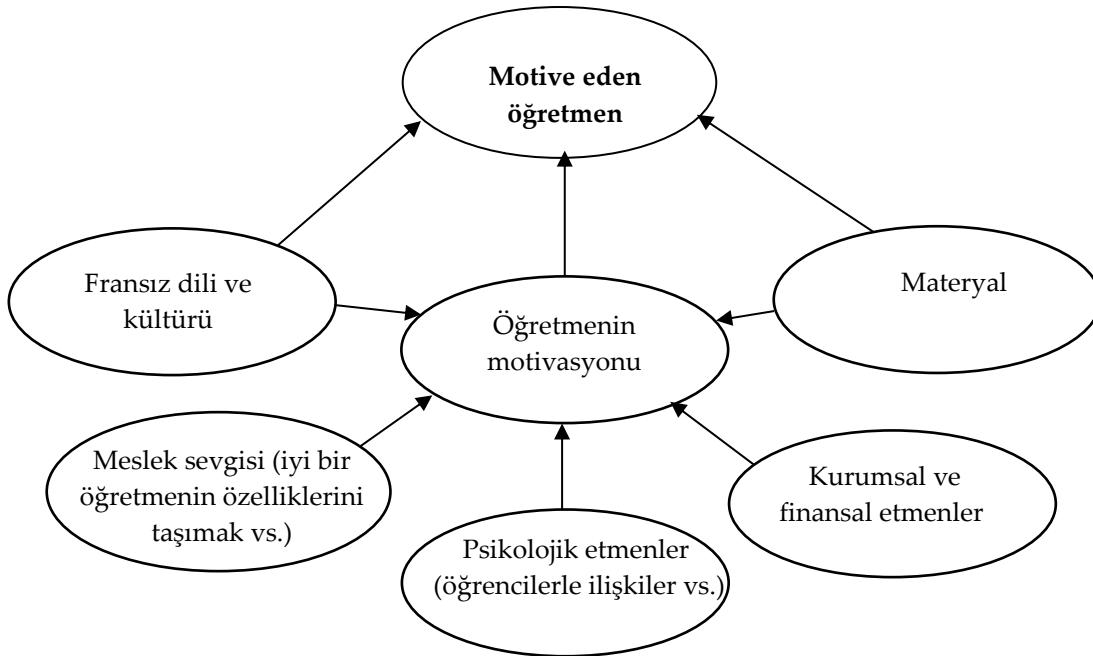 Motive eden
öğretmen
Fransız dili ve
kültürü
Materyal
Öğretmenin
motivasyonu
Meslek sevgisi (iyi bir
öğretmenin özelliklerini
taşımak vs.)
Kurumsal ve
finansal etmenler
Psikolojik etmenler
(öğrencilerle ilişkiler vs.)